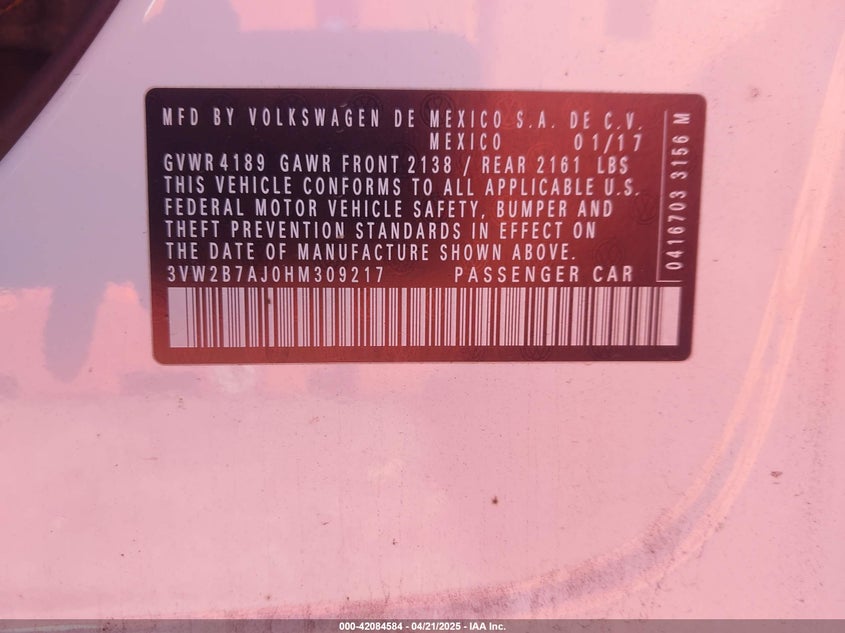 MFD BY VOLKSWAGEN DE MEXICO S.A. DE C.V.
MEXICO 01/17
GVWR 4189 GAWR FRONT 2138 / REAR 2161 LBS
THIS VEHICLE CONFORMS TO ALL APPLICABLE U.S.
FEDERAL MOTOR VEHICLE SAFETY, BUMPER AND
THEFT PREVENTION STANDARDS IN EFFECT ON
THE DATE OF MANUFACTURE SHOWN ABOVE.
3VW2B7AJ0HM309217 PASSENGER CAR
0416703 3156 M
000-42084584 - 04/21/2025 - IAA Inc.